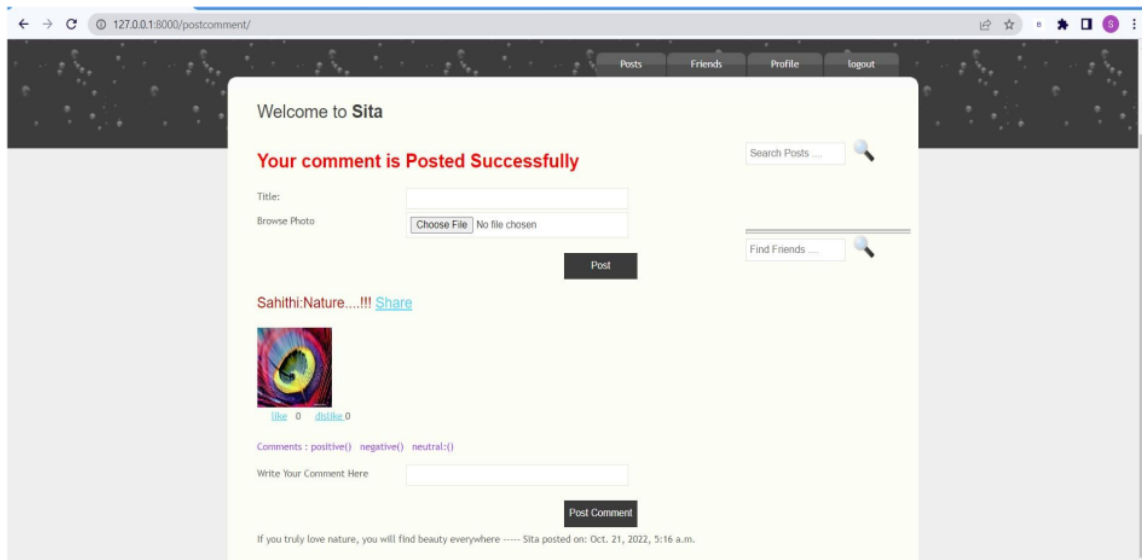 127.0.0.1:8000/postcomment/
B
S
Posts Friends Profile logout
Welcome to Sita
Your comment is Posted Successfully
Search Posts ....
Title:
Browse Photo Choose File No file chosen
Find Friends ....
Post
Sahithi:Nature....!!! Share
like 0 dislike 0
Comments : positive() negative() neutral:()
Write Your Comment Here
Post Comment
If you truly love nature, you will find beauty everywhere ----- Sita posted on: Oct. 21, 2022, 5:16 a.m.